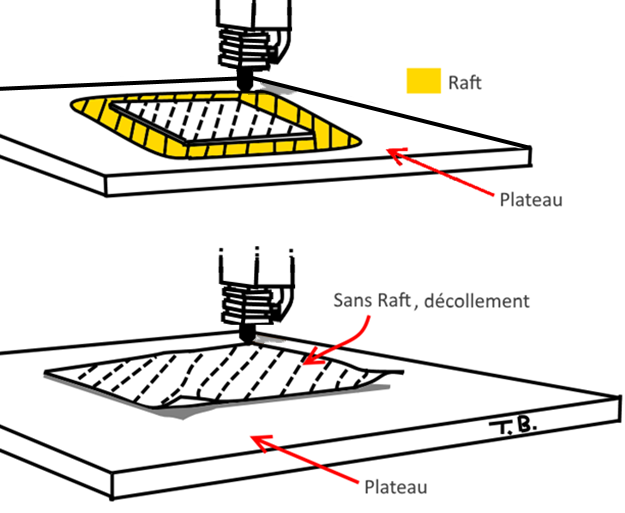 Raft
Plateau
Sans Raft, décollement
T.B.
Plateau